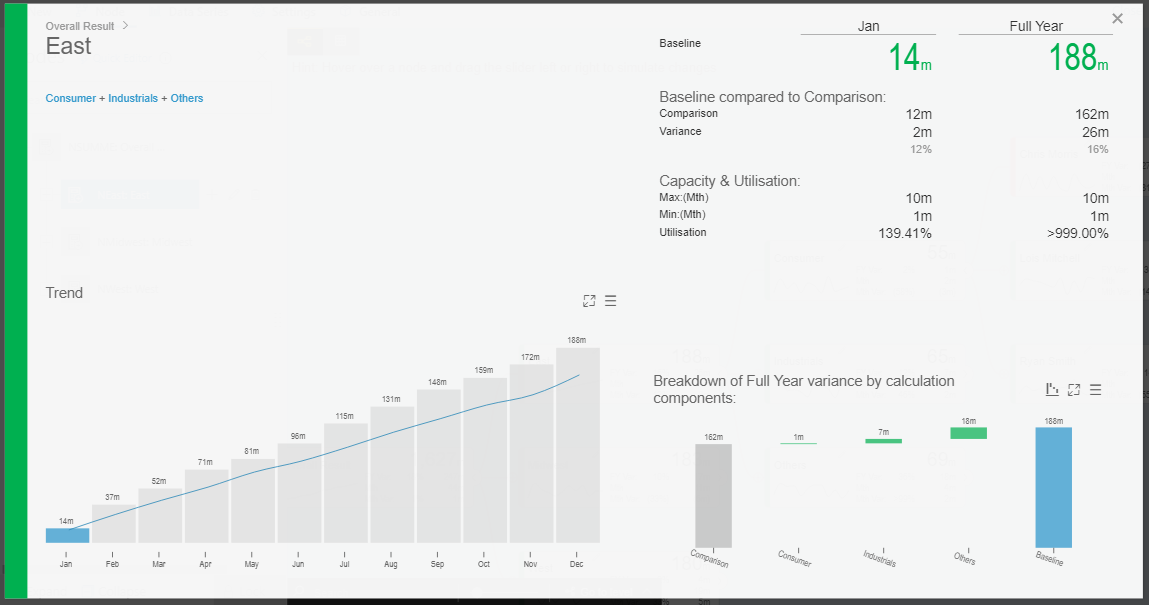 Overall Result >
East
Consumer + Industrials + Others
Jan Full Year
Baseline 14m 188m
Baseline compared to Comparison:
Comparison 12m 162m
Variance 2m 26m
12% 16%
Capacity & Utilisation:
Max:(Mth) 10m 10m
Min:(Mth) 1m 1m
Utilisation 139.41% >999.00%
Trend
14m 37m 52m 71m 81m 96m 115m 131m 148m 159m 172m 188m
Jan Feb Mar Apr May Jun Jul Aug Sep Oct Nov Dec
Breakdown of Full Year variance by calculation
components:
162m 1m 7m 18m 188m
Comparison Consumer Industrials Others Baseline